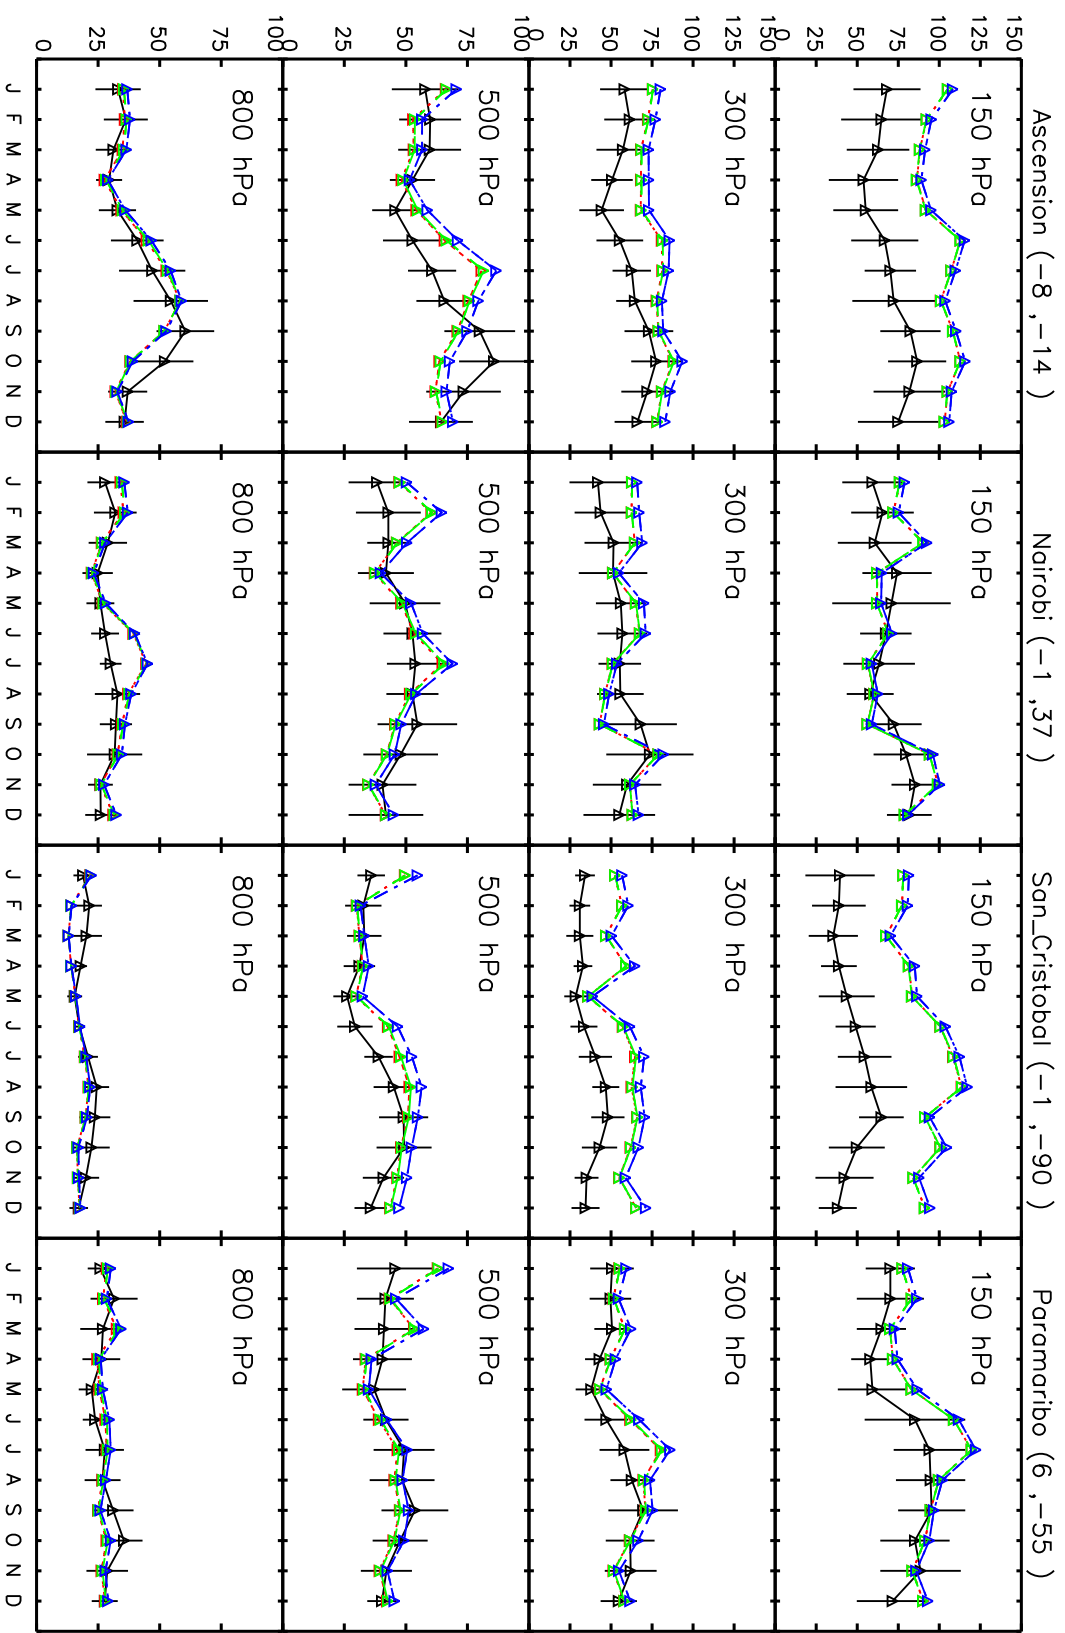 Ascension (-8,-14)
Nairobi (-1,37)
San_Cristobal (-1,-90)
Paramaribo (6,-55)
150
125
100
75
50
25
0
150 hPa
150 hPa
150 hPa
150 hPa
150
125
100
75
50
25
0
300 hPa
300 hPa
300 hPa
300 hPa
100
75
50
25
0
500 hPa
500 hPa
500 hPa
500 hPa
100
75
50
25
0
800 hPa
800 hPa
800 hPa
800 hPa
J F M A M J J A S O N D
J F M A M J J A S O N D
J F M A M J J A S O N D
J F M A M J J A S O N D